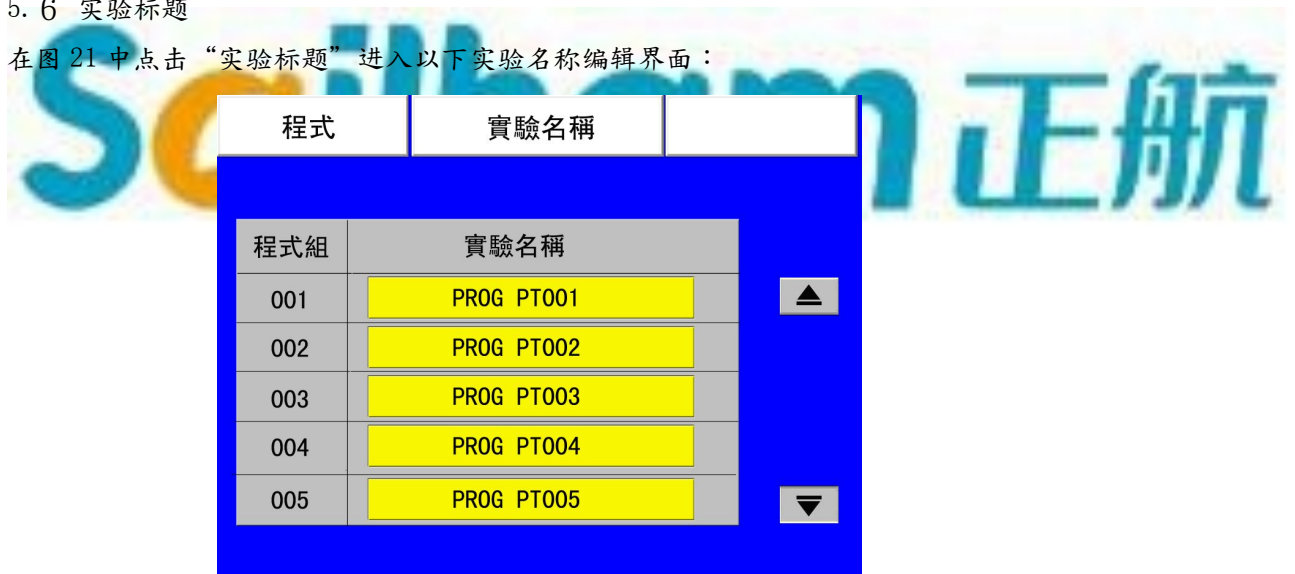 5.6 实验标题
在图 21 中点击“实验标题”进入以下实验名称编辑界面：
正航
程式 實驗名稱
程式組 實驗名稱
001 PROG PT001
002 PROG PT002
003 PROG PT003
004 PROG PT004
005 PROG PT005